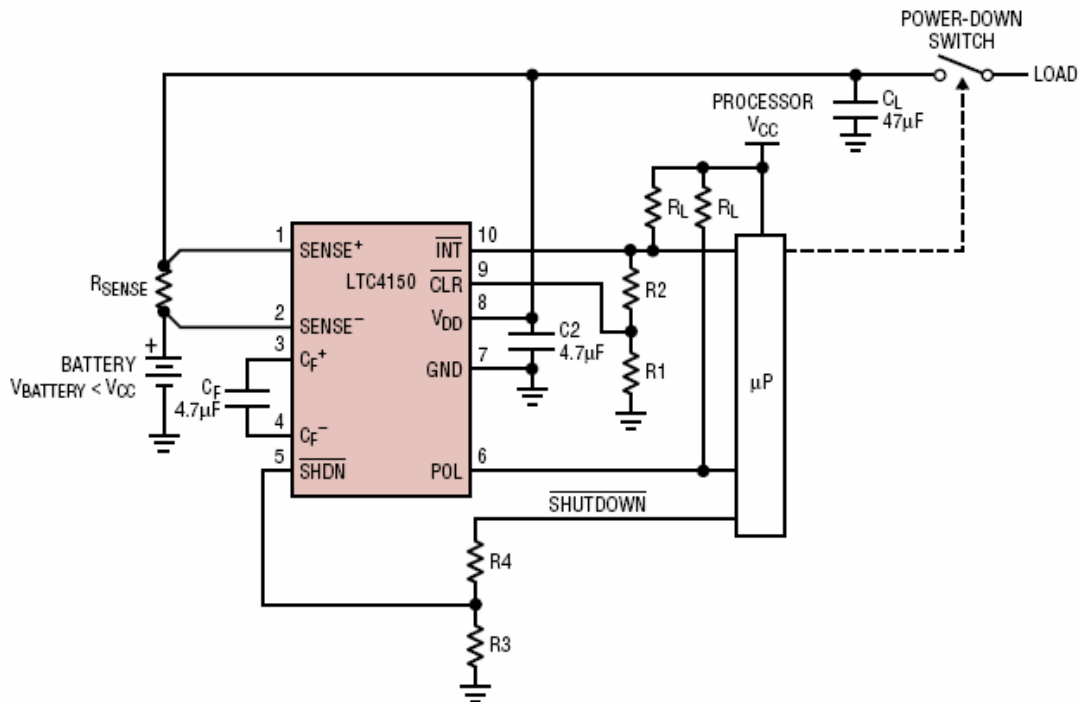 POWER-DOWN
SWITCH
LOAD
PROCESSOR
VCC
CL
47µF
RL
RL
1
SENSE+
INT
10
LTC4150
CLR
9
RSENSE
R2
2
SENSE−
VDD
8
C2
4.7µF
3
CF+
GND
7
R1
+
BATTERY
VBATTERY < VCC
CF
4.7µF
µP
4
CF−
5
SHDN
POL
6
SHUTDOWN
R4
R3